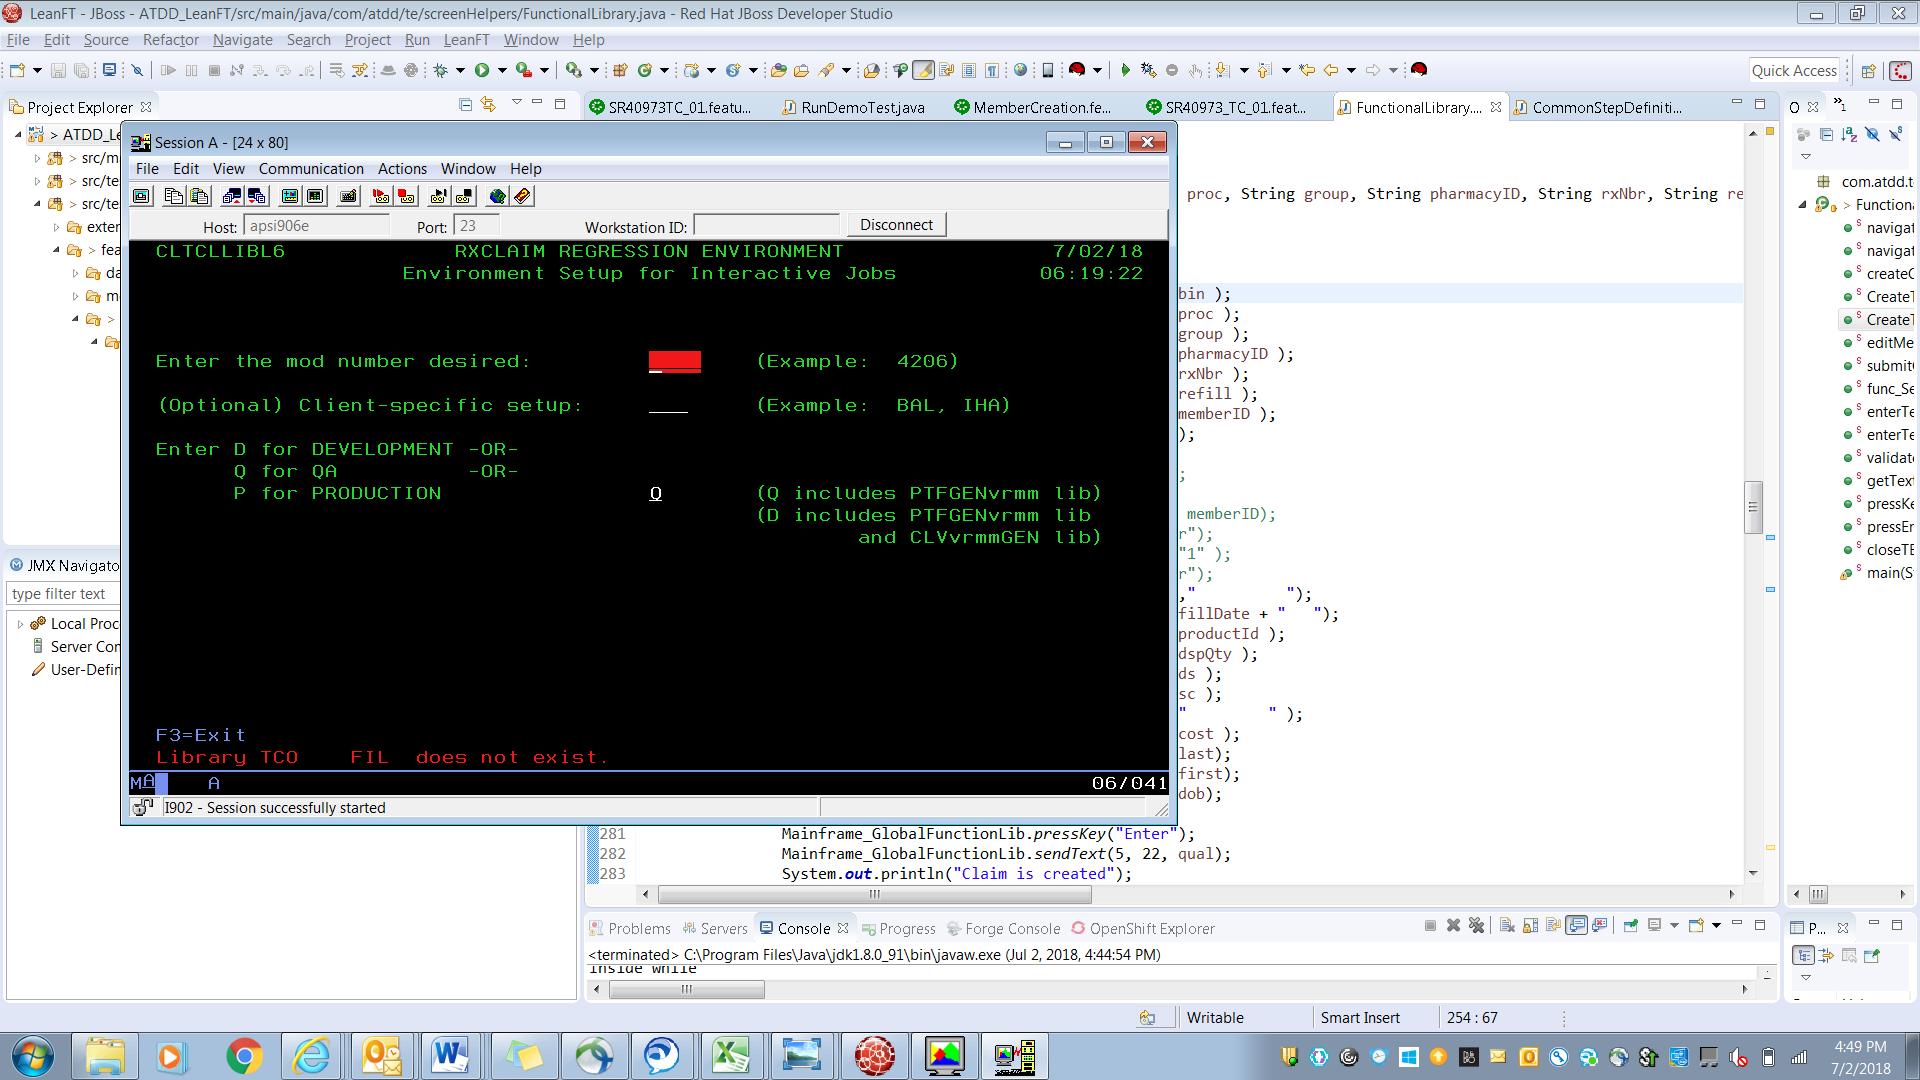 LeanFT - JBoss - ATDD_LeanFT/src/main/java/com/atdd/te/screenHelpers/FunctionalLibrary.java - Red Hat JBoss Developer Studio
File Edit Source Refactor Navigate Search Project Run LeanFT Window Help
Quick Access
Project Explorer
SR40973TC_01.featu... RunDemoTest.java MemberCreation.fe... SR40973_TC_01.feat... FunctionalLibrary.... CommonStepDefiniti...
> ATDD_Le
> src/m
> src/te
> src/te
exter
> fea
da
m
>
Session A - [24 x 80]
File Edit View Communication Actions Window Help
Host: apsi906e Port: 23 Workstation ID: Disconnect
CLTCLLIBL6 RXCLAIM REGRESSION ENVIRONMENT 7/02/18
Environment Setup for Interactive Jobs 06:19:22
Enter the mod number desired: (Example: 4206)
(Optional) Client-specific setup: (Example: BAL, IHA)
Enter D for DEVELOPMENT -OR-
Q for QA -OR-
P for PRODUCTION Q (Q includes PTFGENvrmm lib)
(D includes PTFGENvrmm lib
and CLVvrmmGEN lib)
F3=Exit
Library TCO FIL does not exist.
MA A 06/041
I902 - Session successfully started
proc, String group, String pharmacyID, String rxNbr, String re
bin );
proc );
group );
pharmacyID );
rxNbr );
refill );
memberID );
);
;
memberID);
r");
"1" );
r");
," ");
fillDate + " ");
productId );
dspQty );
ds );
sc );
" " );
cost );
last);
first);
dob);
281 Mainframe_GlobalFunctionLib.pressKey("Enter");
282 Mainframe_GlobalFunctionLib.sendText(5, 22, qual);
283 System.out.println("Claim is created");
O
»1
com.atdd.t
> Functiona
navigat
navigat
createC
CreateT
CreateT
editMe
submit
func_Se
enterTe
enterTe
validat
getText
pressKe
pressEn
closeTE
main(S
JMX Navigato
type filter text
Local Proc
Server Con
User-Defin
Problems Servers Console Progress Forge Console OpenShift Explorer
<terminated> C:\Program Files\Java\jdk1.8.0_91\bin\javaw.exe (Jul 2, 2018, 4:44:54 PM)
inside while
P...
Writable Smart Insert 254 : 67
4:49 PM
7/2/2018